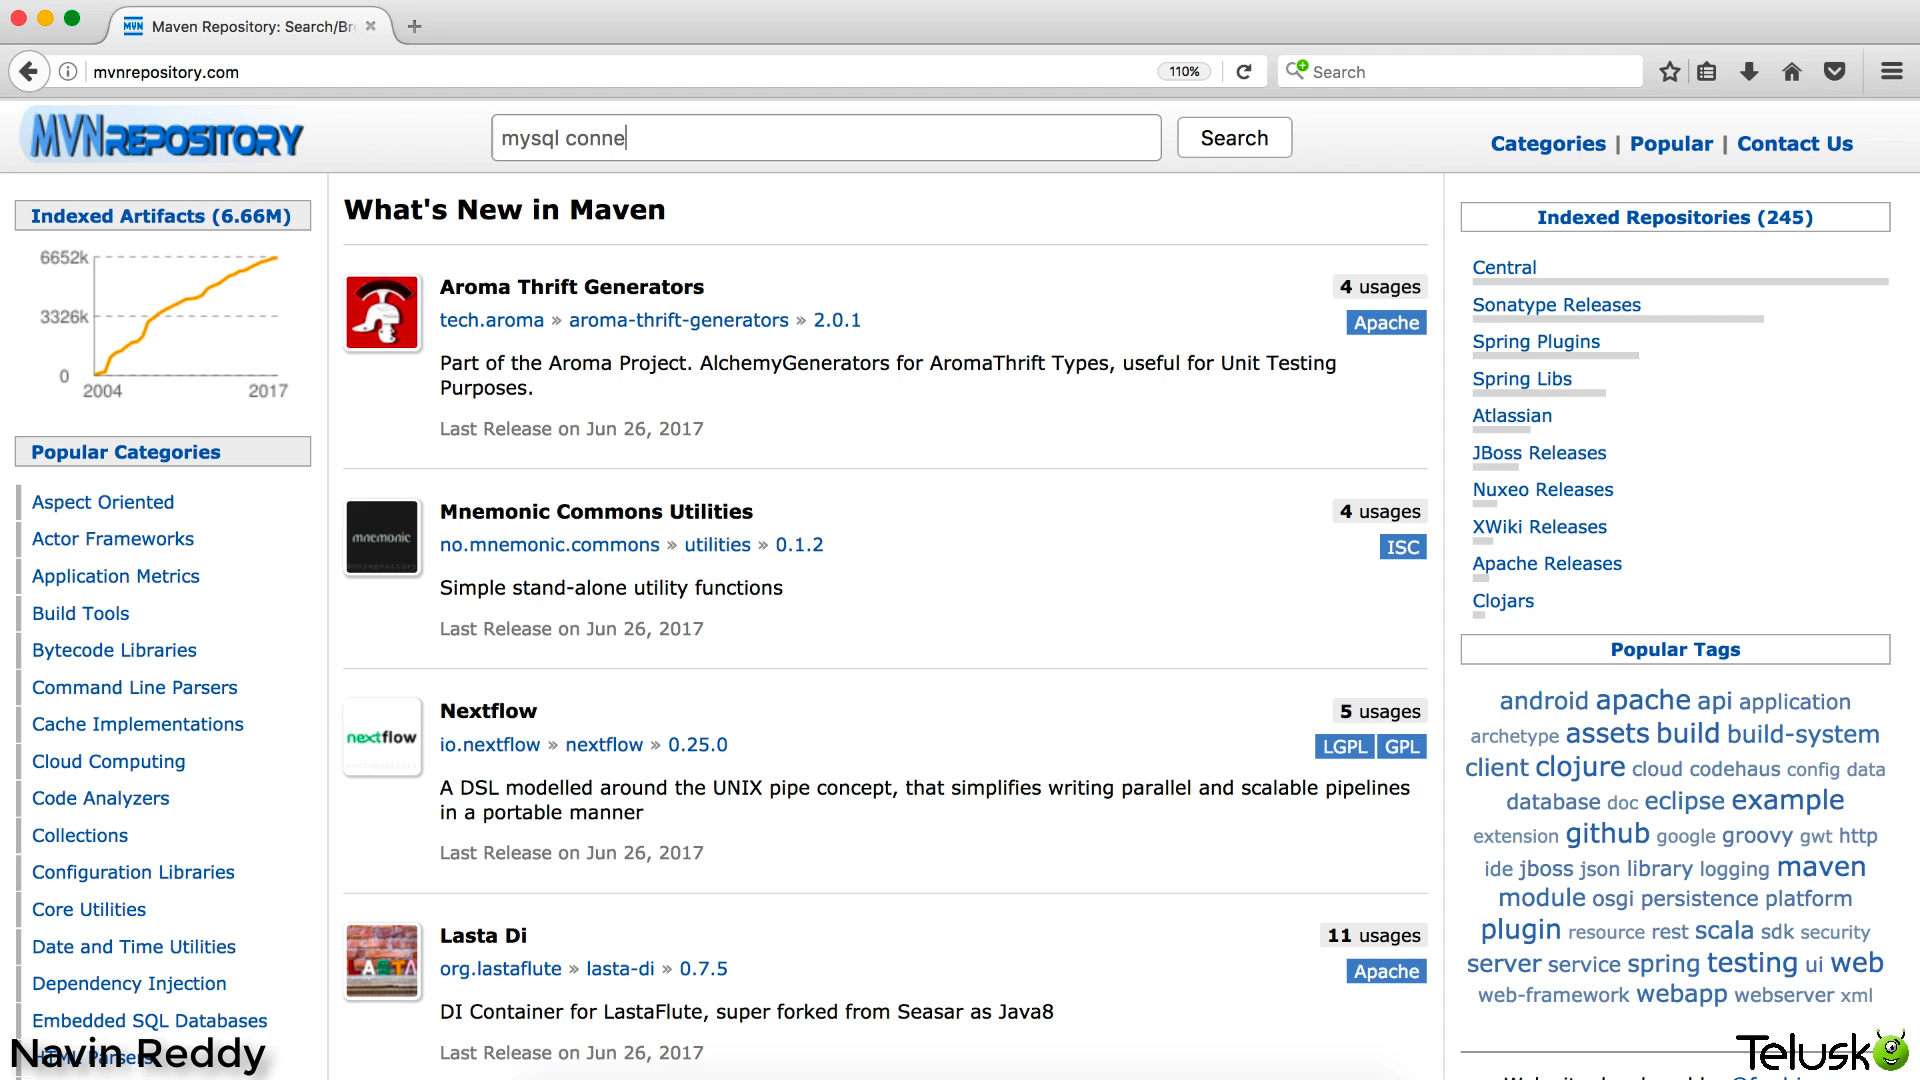 Maven Repository: Search/Br
mvnrepository.com
110%
Search
MVNREPOSITORY
mysql conne
Search
Categories | Popular | Contact Us
Indexed Artifacts (6.66M)
6652k
3326k
0
2004
2017
Popular Categories
Aspect Oriented
Actor Frameworks
Application Metrics
Build Tools
Bytecode Libraries
Command Line Parsers
Cache Implementations
Cloud Computing
Code Analyzers
Collections
Configuration Libraries
Core Utilities
Date and Time Utilities
Dependency Injection
Embedded SQL Databases
HTML Parsers
Navin Reddy
What's New in Maven
Aroma Thrift Generators
4 usages
tech.aroma » aroma-thrift-generators » 2.0.1
Apache
Part of the Aroma Project. AlchemyGenerators for AromaThrift Types, useful for Unit Testing
Purposes.
Last Release on Jun 26, 2017
mnemonic
Mnemonic Commons Utilities
4 usages
no.mnemonic.commons » utilities » 0.1.2
ISC
Simple stand-alone utility functions
Last Release on Jun 26, 2017
nextflow
Nextflow
5 usages
io.nextflow » nextflow » 0.25.0
LGPL GPL
A DSL modelled around the UNIX pipe concept, that simplifies writing parallel and scalable pipelines
in a portable manner
Last Release on Jun 26, 2017
LASTA
Lasta Di
11 usages
org.lastaflute » lasta-di » 0.7.5
Apache
DI Container for LastaFlute, super forked from Seasar as Java8
Last Release on Jun 26, 2017
Indexed Repositories (245)
Central
Sonatype Releases
Spring Plugins
Spring Libs
Atlassian
JBoss Releases
Nuxeo Releases
XWiki Releases
Apache Releases
Clojars
Popular Tags
android apache api application
archetype assets build build-system
client clojure cloud codehaus config data
database doc eclipse example
extension github google groovy gwt http
ide jboss json library logging maven
module osgi persistence platform
plugin resource rest scala sdk security
server service spring testing ui web
web-framework webapp webserver xml
Telusko